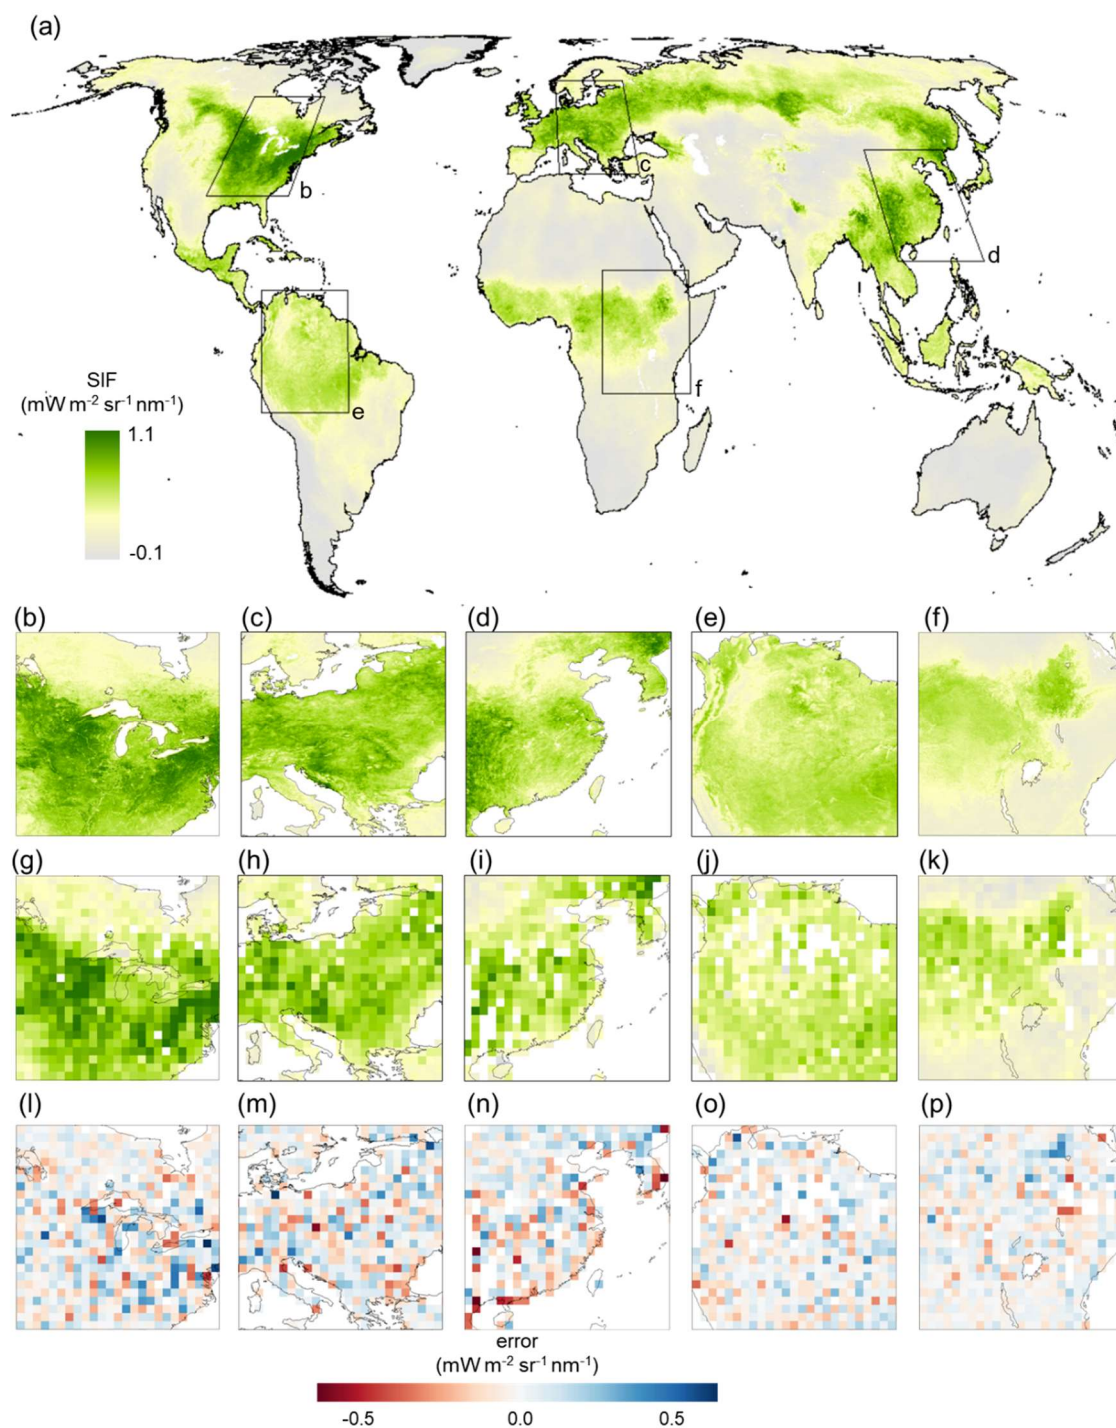 (a)
b
c
d
e
f
SIF
(mW m⁻² sr⁻¹ nm⁻¹)
1.1
-0.1
(b) (c) (d) (e) (f)
(g) (h) (i) (j) (k)
(l) (m) (n) (o) (p)
error
(mW m⁻² sr⁻¹ nm⁻¹)
-0.5 0.0 0.5